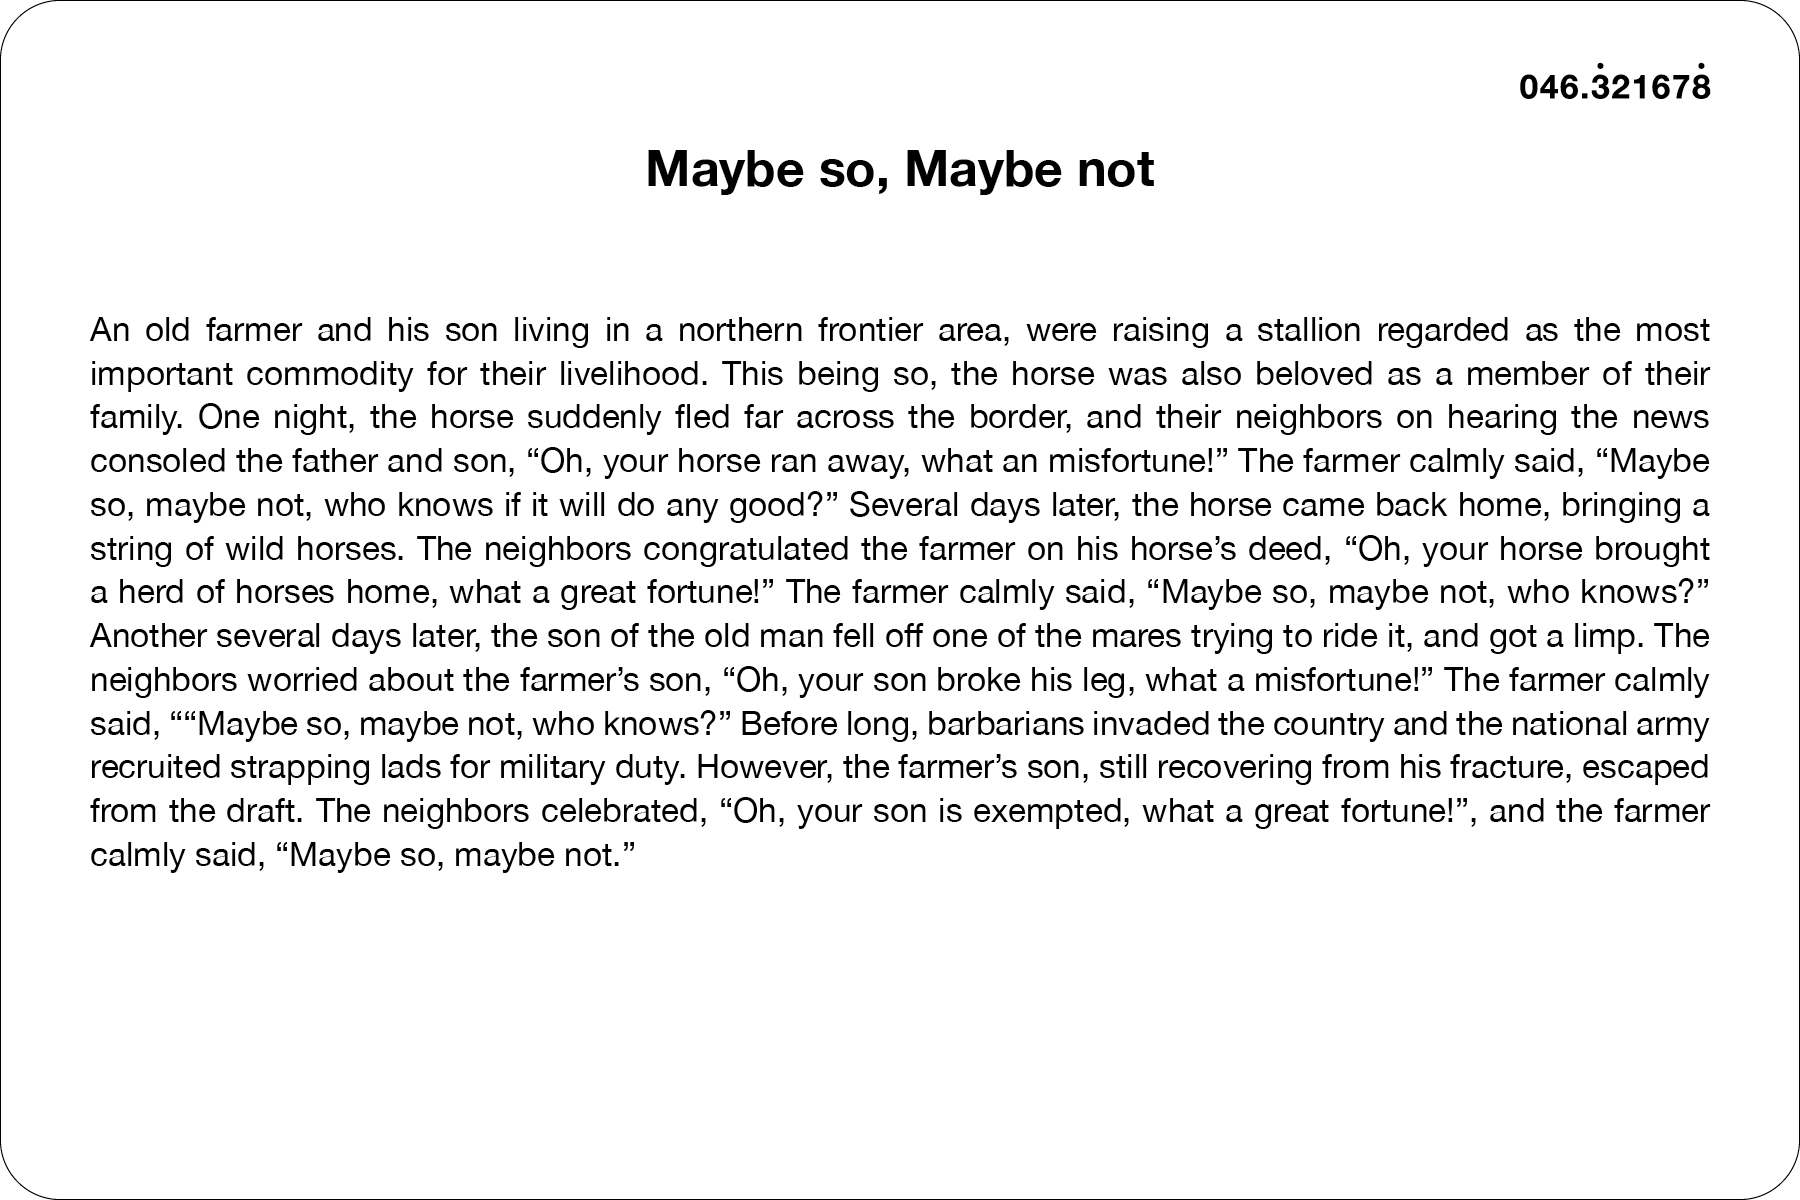 046.3̇21678̇
Maybe so, Maybe not
An old farmer and his son living in a northern frontier area, were raising a stallion regarded as the most
important commodity for their livelihood. This being so, the horse was also beloved as a member of their
family. One night, the horse suddenly fled far across the border, and their neighbors on hearing the news
consoled the father and son, “Oh, your horse ran away, what an misfortune!” The farmer calmly said, “Maybe
so, maybe not, who knows if it will do any good?” Several days later, the horse came back home, bringing a
string of wild horses. The neighbors congratulated the farmer on his horse’s deed, “Oh, your horse brought
a herd of horses home, what a great fortune!” The farmer calmly said, “Maybe so, maybe not, who knows?”
Another several days later, the son of the old man fell off one of the mares trying to ride it, and got a limp. The
neighbors worried about the farmer’s son, “Oh, your son broke his leg, what a misfortune!” The farmer calmly
said, ““Maybe so, maybe not, who knows?” Before long, barbarians invaded the country and the national army
recruited strapping lads for military duty. However, the farmer’s son, still recovering from his fracture, escaped
from the draft. The neighbors celebrated, “Oh, your son is exempted, what a great fortune!”, and the farmer
calmly said, “Maybe so, maybe not.”